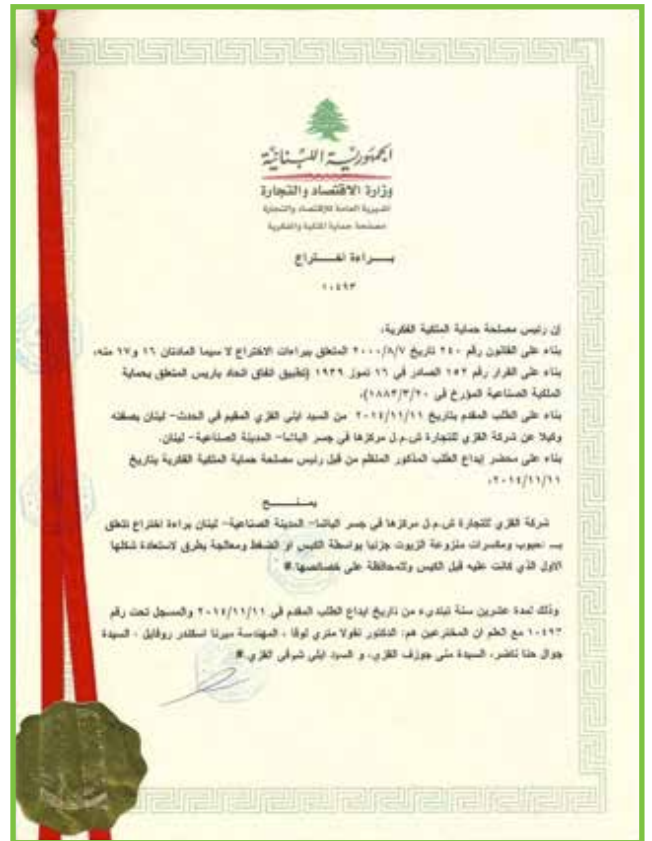 الجمهورية اللبنانية
وزارة الاقتصاد والتجارة
المديرية العامة للاقتصاد والتجارة
مصلحة حماية الملكية الفكرية
بـــراءة اختـــراع
١٠٤٩٣
إن رئيس مصلحة حماية الملكية الفكرية،
بناء على القانون رقم ٢٤٠ تاريخ ٢٠٠٠/٨/٧ المتعلق ببراءات الاختراع لا سيما المادتان ١٦ و١٧ منه،
بناء على القرار رقم ١٥٢ الصادر في ١٦ تموز ١٩٣٩ (تطبيق اتفاق اتحاد باريس المتعلق بحماية
الملكية الصناعية المؤرخ في ١٨٨٣/٣/٢٠)،
بناء على الطلب المقدم بتاريخ ٢٠١٤/١١/١١ من السيد ايلي القزي المقيم في الحدث- لبنان بصفته
وكيلا عن شركة القزي للتجارة ش.م.ل مركزها في جسر الباشا- المدينة الصناعية- لبنان.
بناء على محضر إيداع الطلب المذكور المنظم من قبل رئيس مصلحة حماية الملكية الفكرية بتاريخ
٢٠١٤/١١/١١،
يمنـــح
شركة القزي للتجارة ش.م.ل مركزها في جسر الباشا- المدينة الصناعية- لبنان براءة اختراع تتعلق
بـــ حبوب ومكسرات منزوعة الزيوت جزئيا بواسطة الكبس او الضغط ومعالجة بطرق لاستعادة شكلها
الاول الذي كانت عليه قبل الكبس وللمحافظة على خصائصها.#
وذلك لمدة عشرين سنة تبتدىء من تاريخ ايداع الطلب المقدم في ٢٠١٤/١١/١١ والمسجل تحت رقم
١٠٤٩٣ مع العلم ان المخترعين هم: الدكتور نقولا متري لوقا ، المهندسة ميرنا اسكندر روفايل ، السيدة
جوال حنا ناضر، السيدة منى جوزف القزي، و السيد ايلي شوقي القزي.#